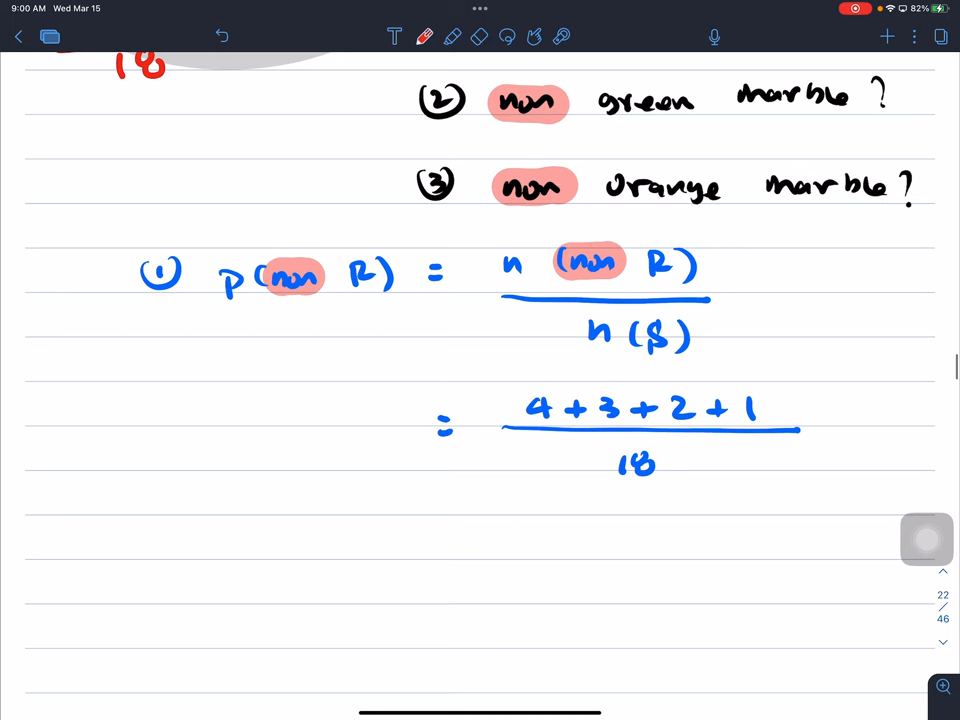 9:00 AM Wed Mar 15
82%
18
(2) non green marble?
(3) non orange marble?
(1) p(non R) = n (non R)
n (S)
= 4 + 3 + 2 + 1
18
22
/
46